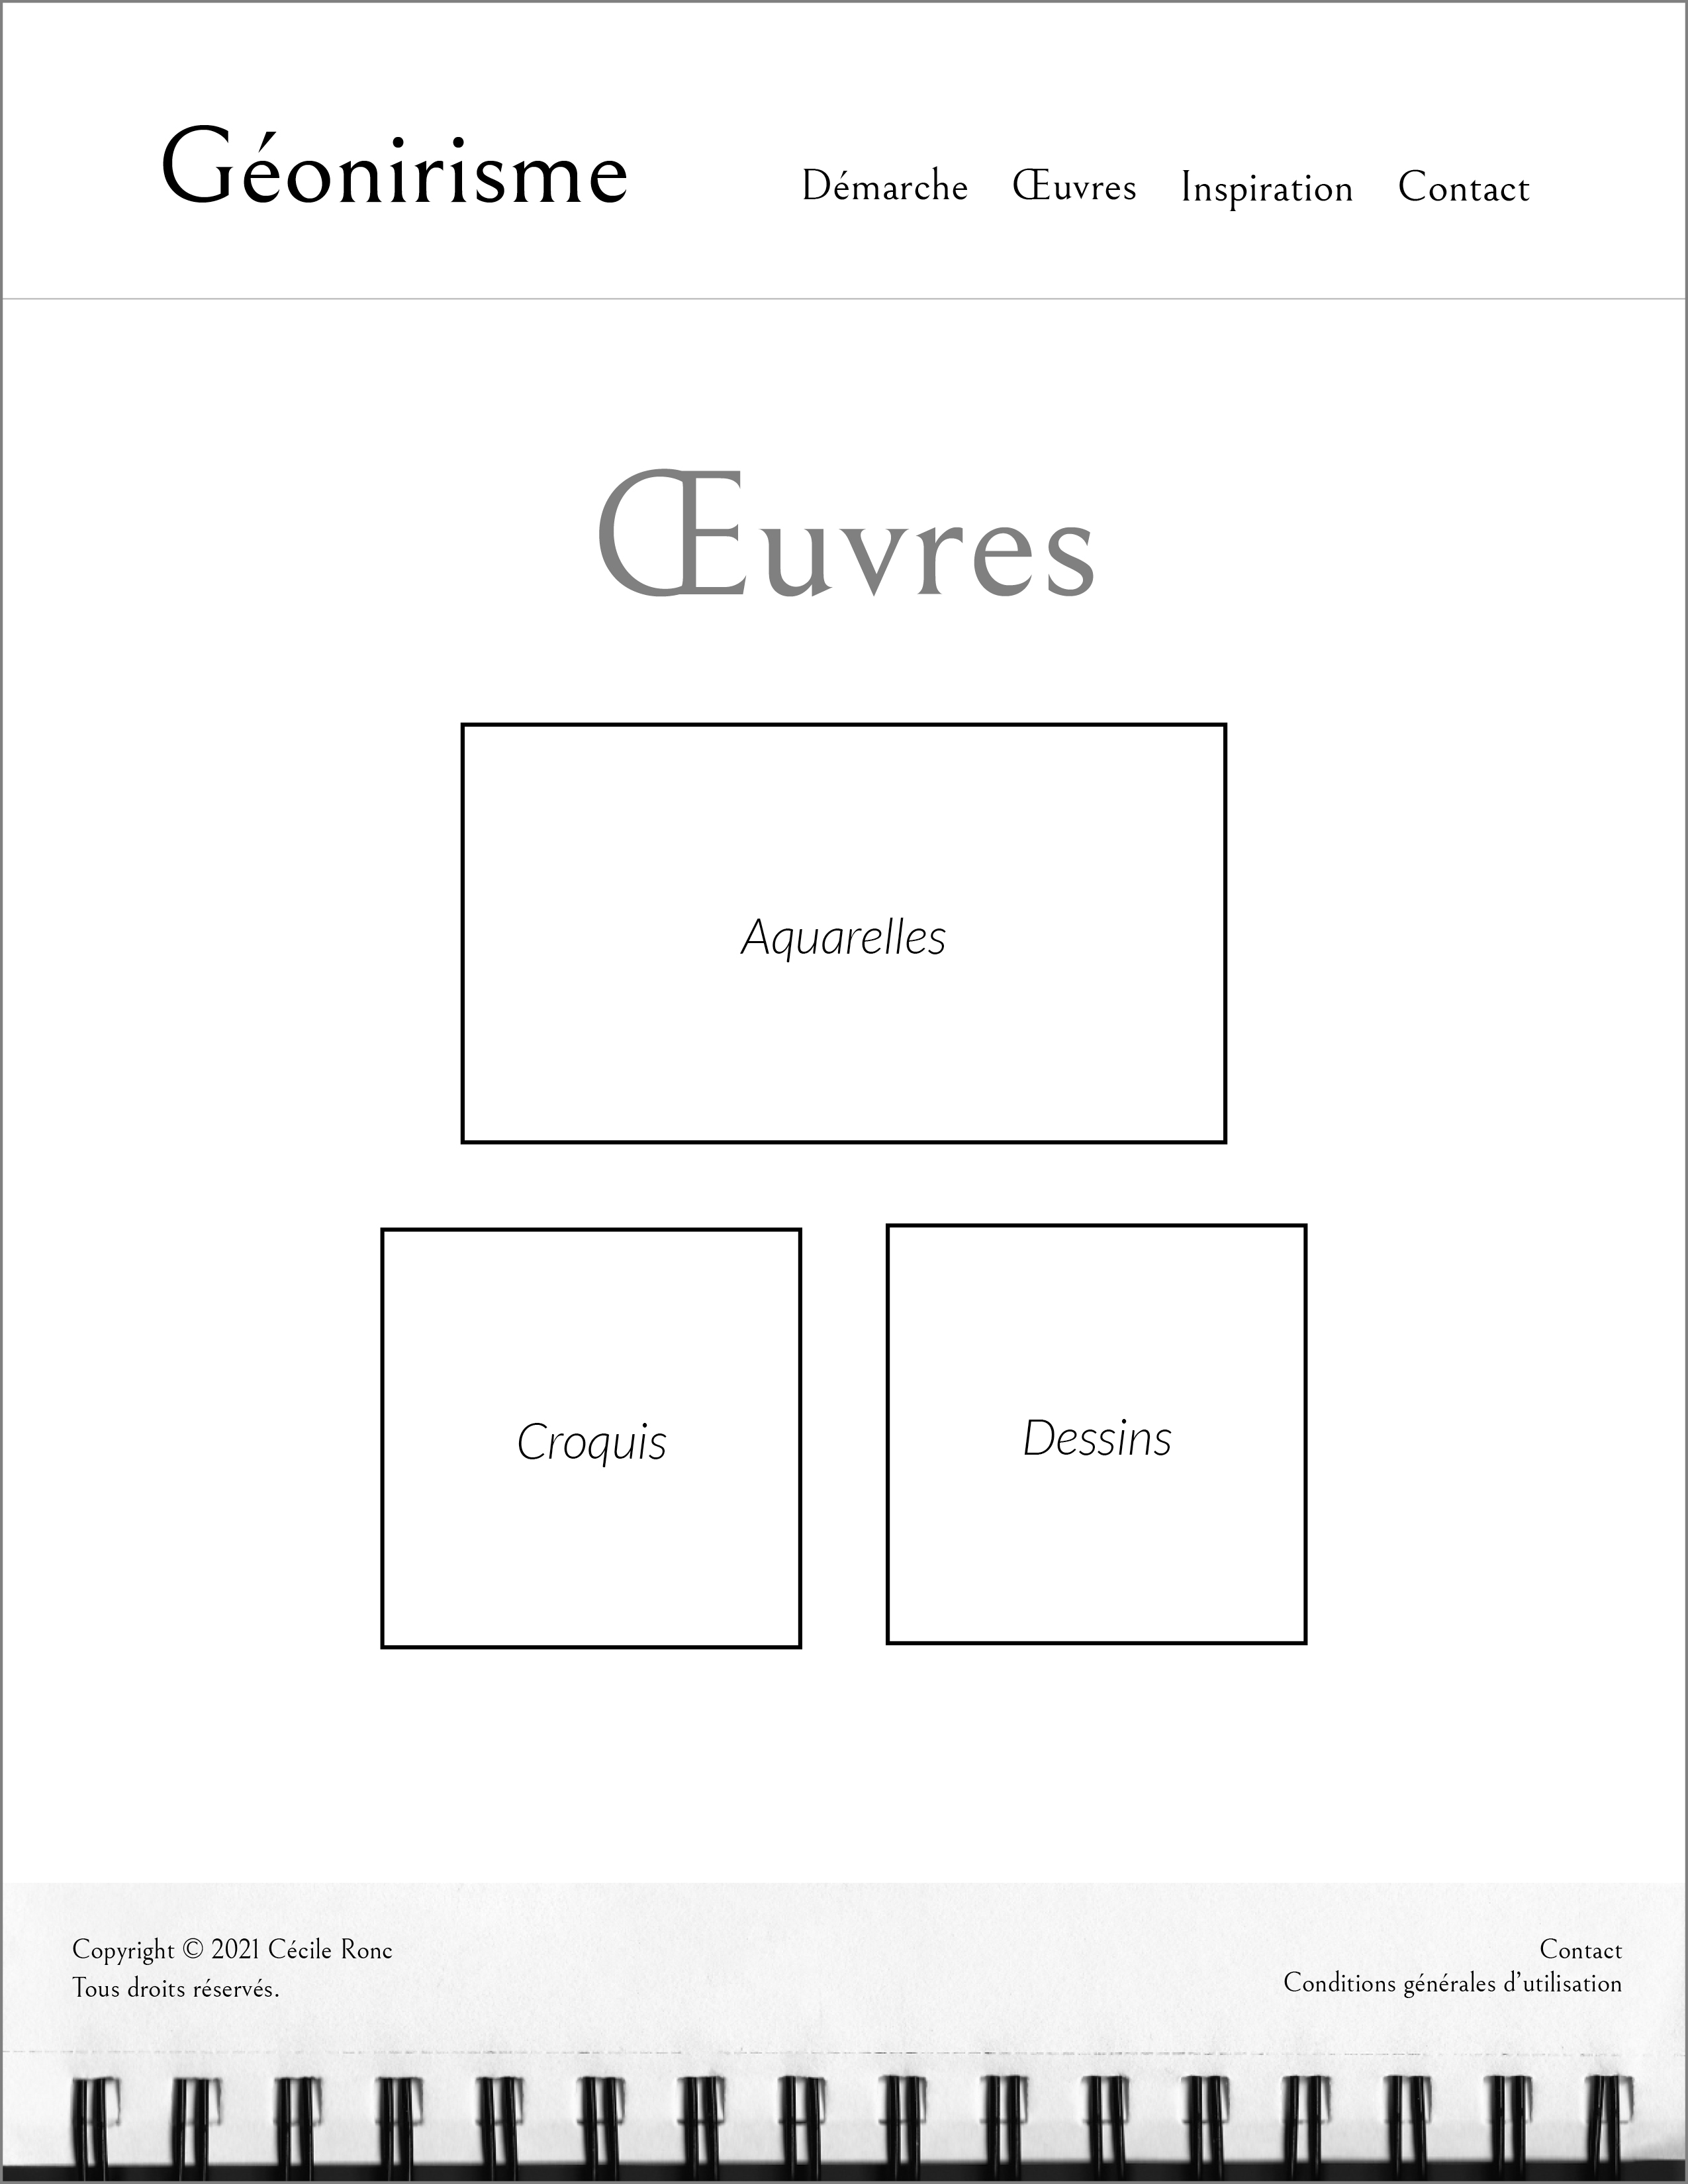 Géonirisme
Démarche Œuvres Inspiration Contact
Œuvres
Aquarelles
Croquis
Dessins
Copyright © 2021 Cécile Ronc
Tous droits réservés.
Contact
Conditions générales d’utilisation